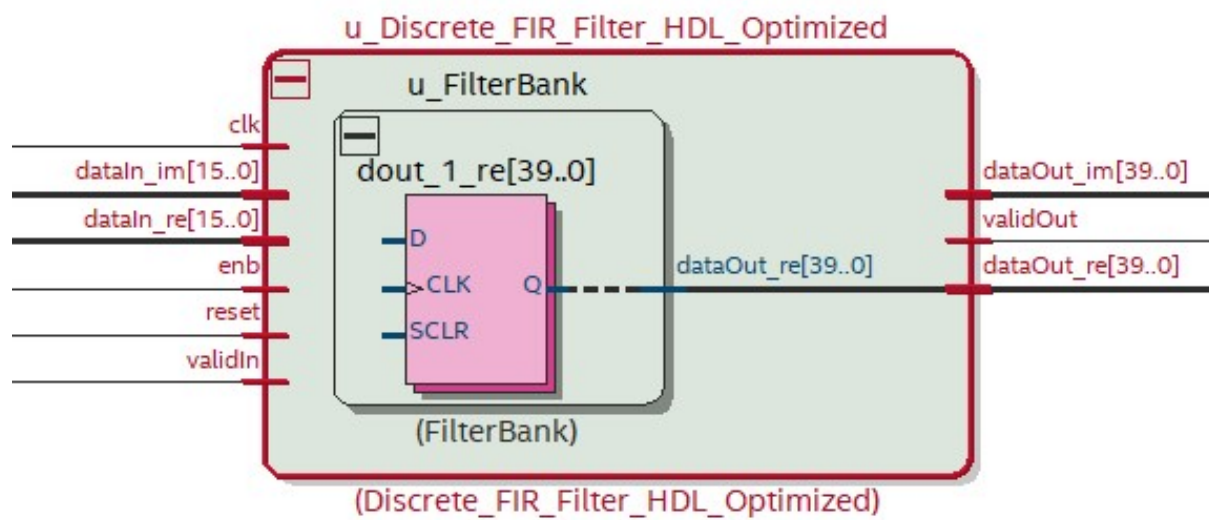 u_Discrete_FIR_Filter_HDL_Optimized
u_FilterBank
clk
dataIn_im[15..0]
dout_1_re[39..0]
dataOut_im[39..0]
dataIn_re[15..0]
D
validOut
enb
CLK
Q
dataOut_re[39..0]
dataOut_re[39..0]
reset
SCLR
validIn
(FilterBank)
(Discrete_FIR_Filter_HDL_Optimized)